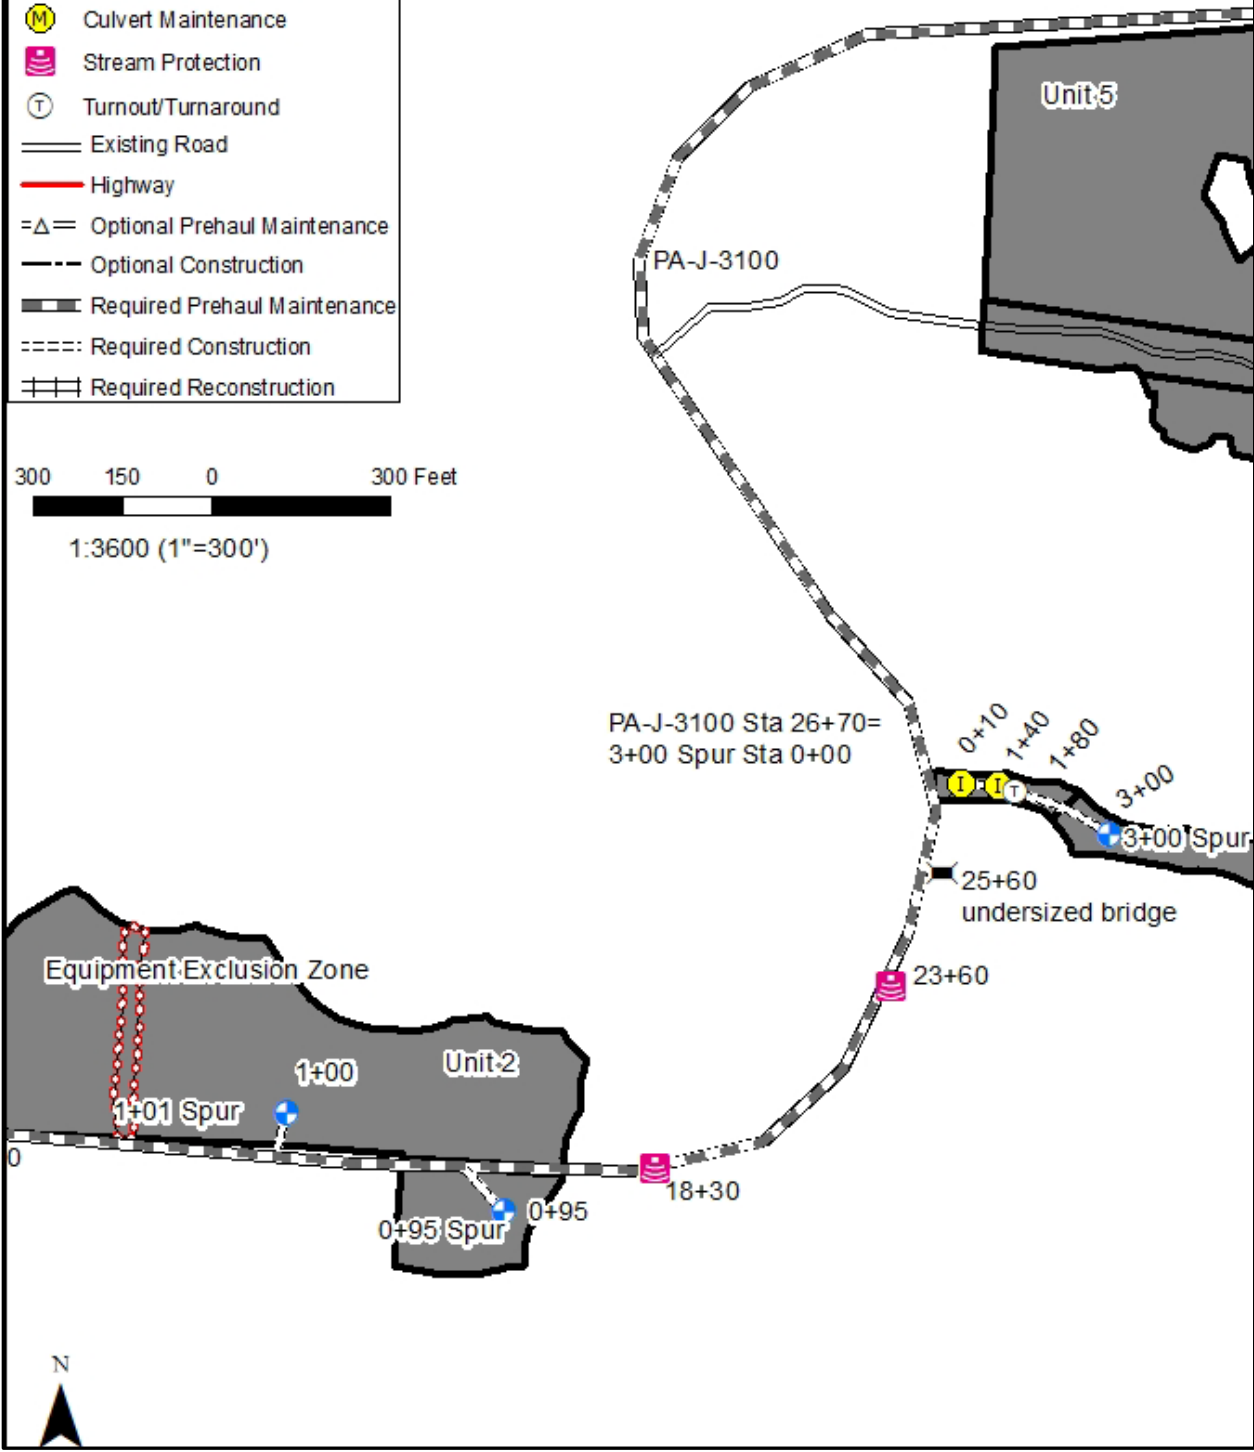 M Culvert Maintenance
Stream Protection
T Turnout/Turnaround
Existing Road
Highway
Optional Prehaul Maintenance
Optional Construction
Required Prehaul Maintenance
Required Construction
Required Reconstruction
300 150 0 300 Feet
1:3600 (1"=300')
Unit 5
PA-J-3100
PA-J-3100 Sta 26+70=
3+00 Spur Sta 0+00
0+10
1+40
1+80
3+00
I
I
T
3+00 Spur
25+60
undersized bridge
23+60
Equipment Exclusion Zone
Unit 2
1+00
1+01 Spur
0
18+30
0+95
0+95 Spur
N